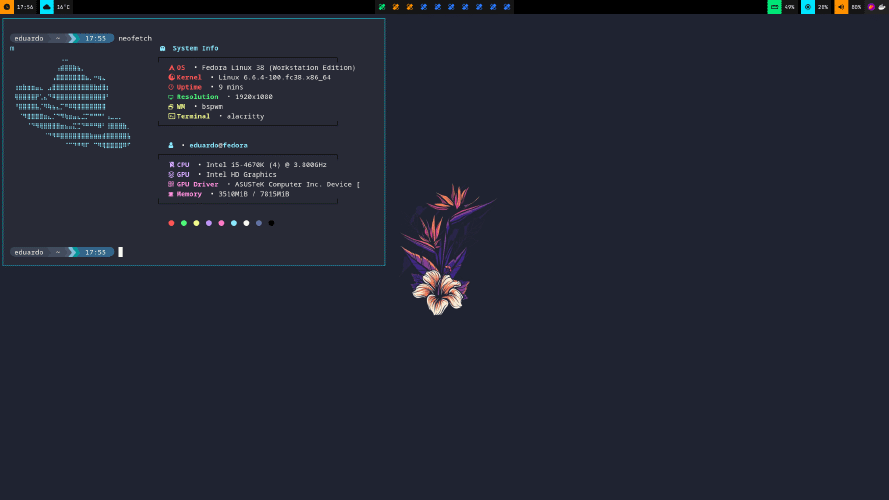 17:56 16°C 49% 28% 80%
eduardo ~ 17:55 neofetch
m
System Info
OS • Fedora Linux 38 (Workstation Edition)
Kernel • Linux 6.6.4-100.fc38.x86_64
Uptime • 9 mins
Resolution • 1920x1080
WM • bspwm
Terminal • alacritty
• eduardo@fedora
CPU • Intel i5-4670K (4) @ 3.800GHz
GPU • Intel HD Graphics
GPU Driver • ASUSTeK Computer Inc. Device [
Memory • 3510MiB / 7815MiB
eduardo ~ 17:55